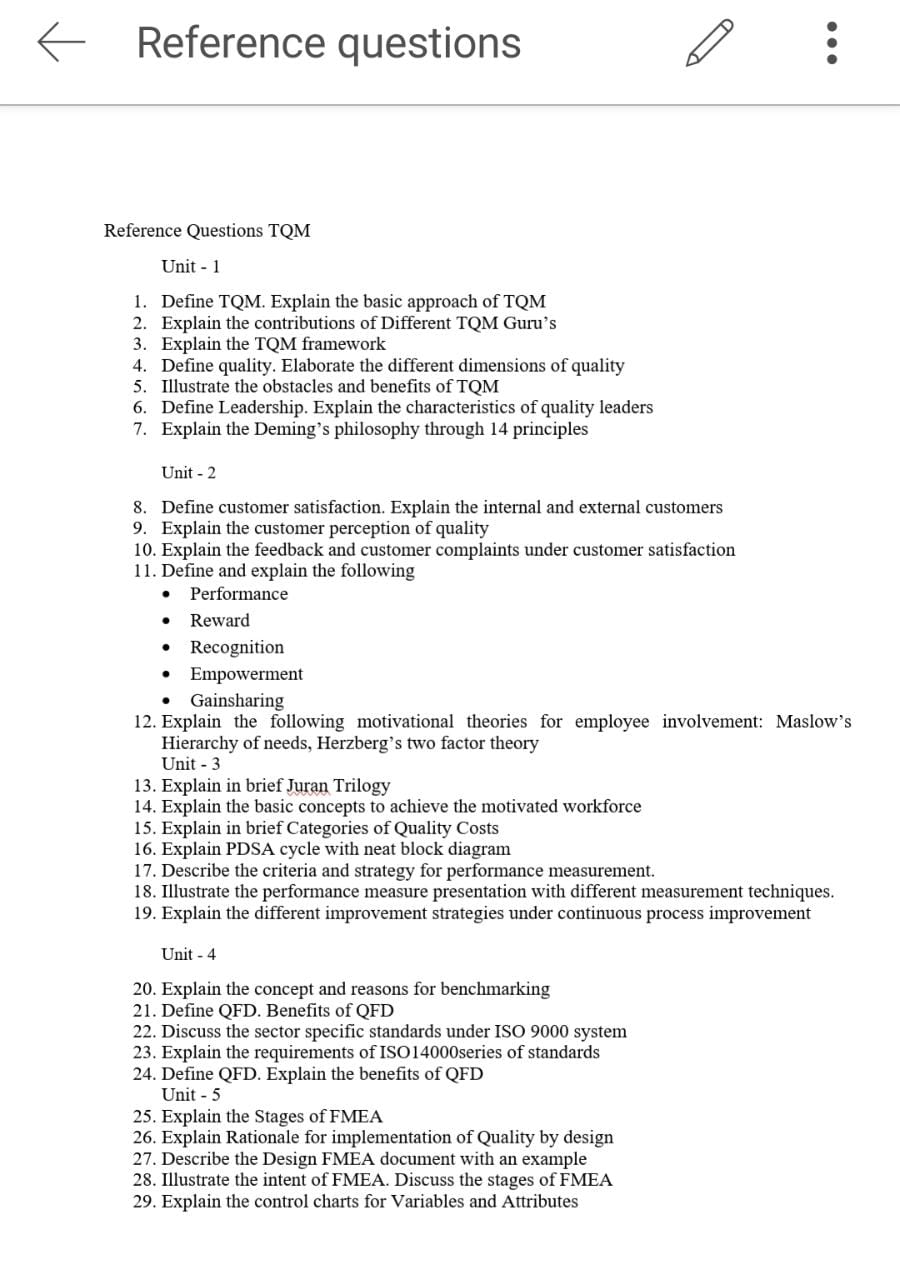 Reference questions
Reference Questions TQM
Unit - 1
1. Define TQM. Explain the basic approach of TQM
2. Explain the contributions of Different TQM Guru’s
3. Explain the TQM framework
4. Define quality. Elaborate the different dimensions of quality
5. Illustrate the obstacles and benefits of TQM
6. Define Leadership. Explain the characteristics of quality leaders
7. Explain the Deming’s philosophy through 14 principles
Unit - 2
8. Define customer satisfaction. Explain the internal and external customers
9. Explain the customer perception of quality
10. Explain the feedback and customer complaints under customer satisfaction
11. Define and explain the following
• Performance
• Reward
• Recognition
• Empowerment
• Gainsharing
12. Explain the following motivational theories for employee involvement: Maslow’s
Hierarchy of needs, Herzberg’s two factor theory
Unit - 3
13. Explain in brief Juran Trilogy
14. Explain the basic concepts to achieve the motivated workforce
15. Explain in brief Categories of Quality Costs
16. Explain PDSA cycle with neat block diagram
17. Describe the criteria and strategy for performance measurement.
18. Illustrate the performance measure presentation with different measurement techniques.
19. Explain the different improvement strategies under continuous process improvement
Unit - 4
20. Explain the concept and reasons for benchmarking
21. Define QFD. Benefits of QFD
22. Discuss the sector specific standards under ISO 9000 system
23. Explain the requirements of ISO14000series of standards
24. Define QFD. Explain the benefits of QFD
Unit - 5
25. Explain the Stages of FMEA
26. Explain Rationale for implementation of Quality by design
27. Describe the Design FMEA document with an example
28. Illustrate the intent of FMEA. Discuss the stages of FMEA
29. Explain the control charts for Variables and Attributes